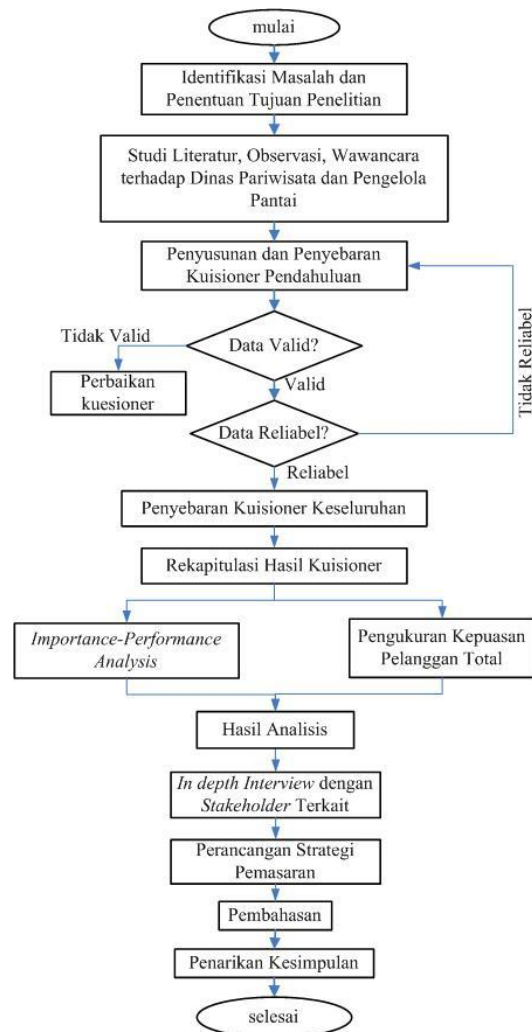 mulai
Identifikasi Masalah dan
Penentuan Tujuan Penelitian
Studi Literatur, Observasi, Wawancara
terhadap Dinas Pariwisata dan Pengelola
Pantai
Penyusunan dan Penyebaran
Kuisioner Pendahuluan
Tidak Valid
Data Valid?
Perbaikan
kuesioner
Valid
Tidak Reliabel
Data Reliabel?
Reliabel
Penyebaran Kuisioner Keseluruhan
Rekapitulasi Hasil Kuisioner
Importance-Performance
Analysis
Pengukuran Kepuasan
Pelanggan Total
Hasil Analisis
In depth Interview dengan
Stakeholder Terkait
Perancangan Strategi
Pemasaran
Pembahasan
Penarikan Kesimpulan
selesai